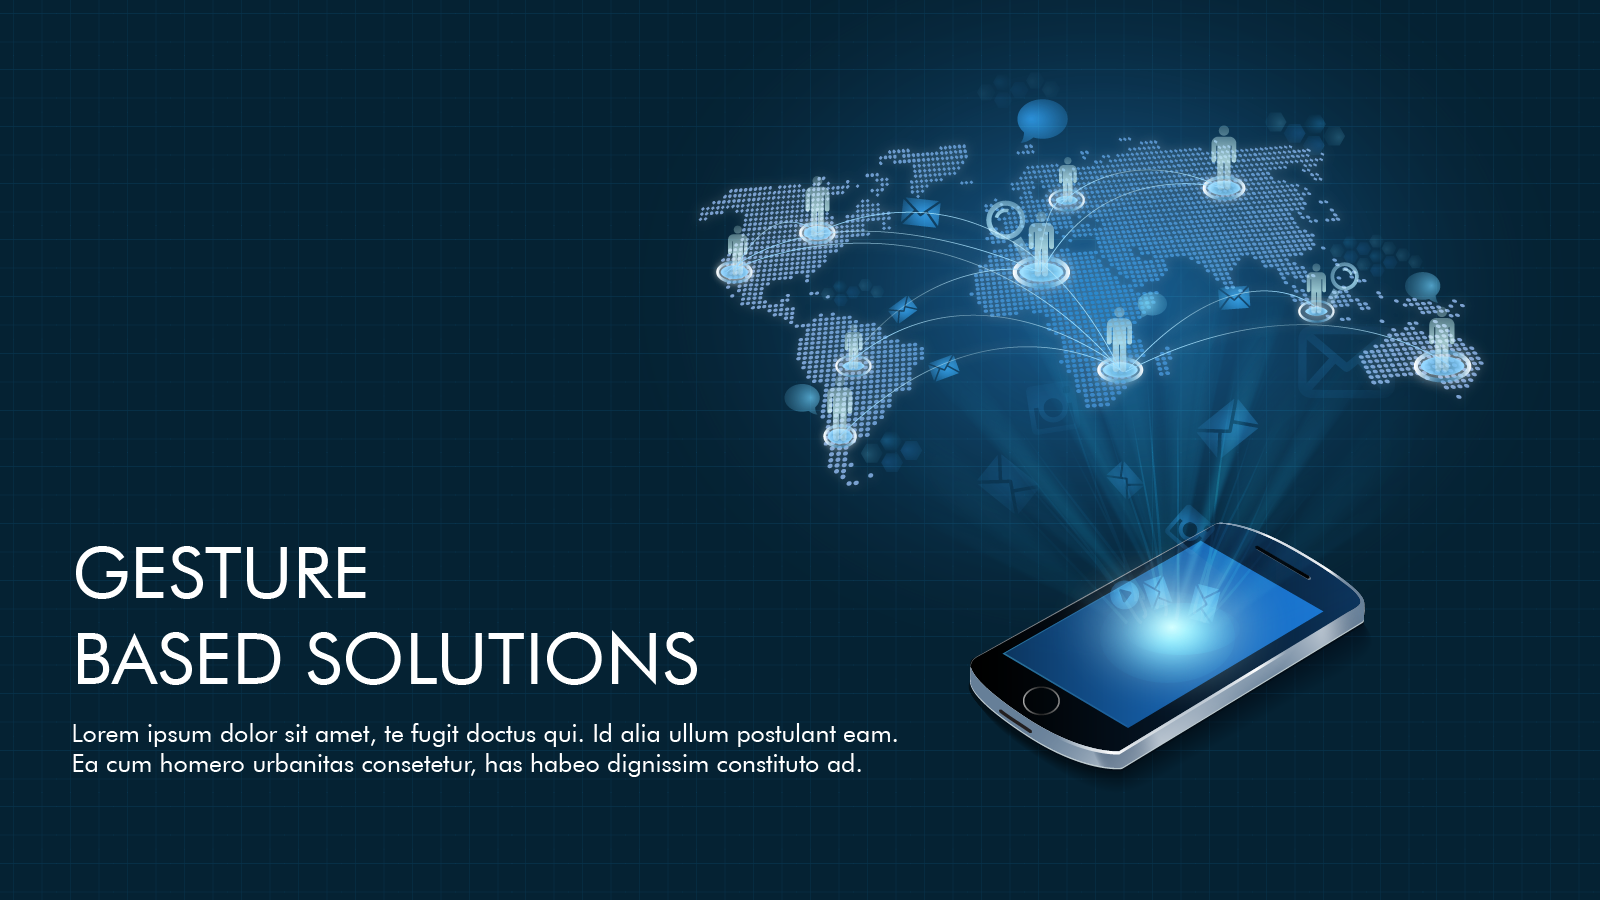 GESTURE
BASED SOLUTIONS
Lorem ipsum dolor sit amet, te fugit doctus qui. Id alia ullum postulant eam.
Ea cum homero urbanitas consetetur, has habeo dignissim constituto ad.